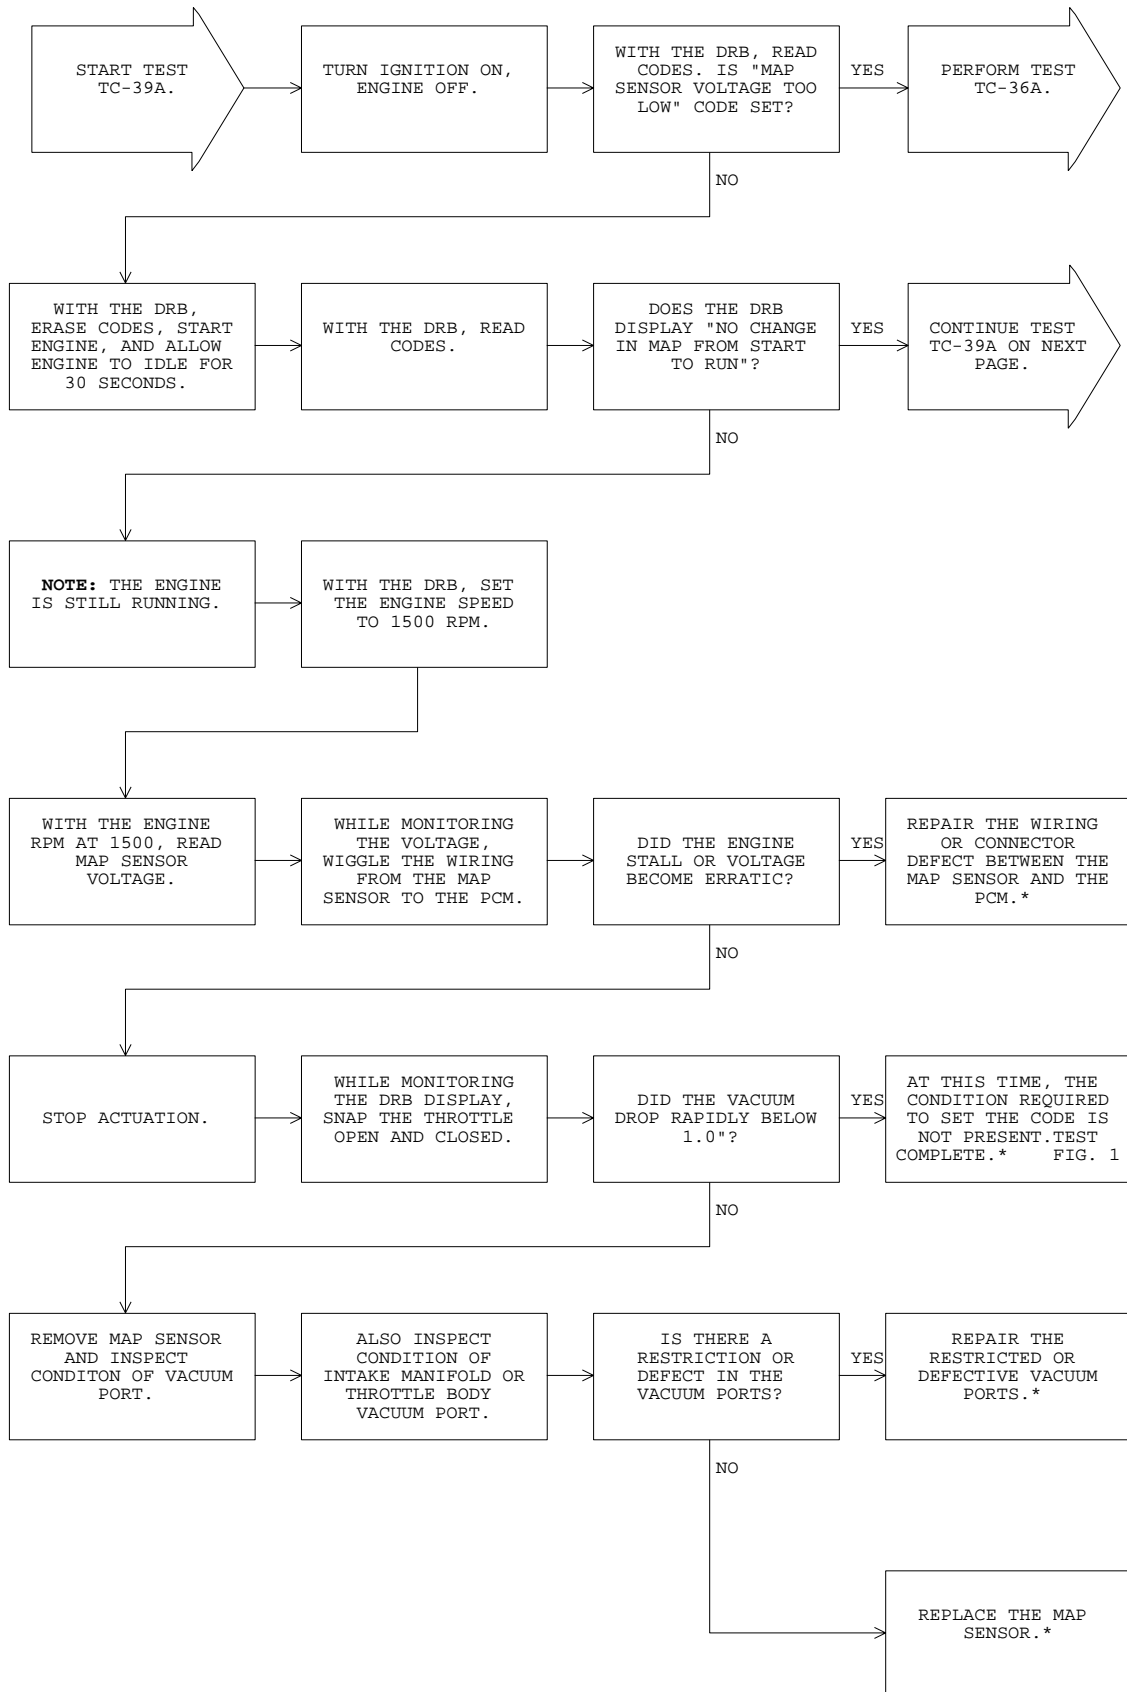 START TEST
TC-39A.
TURN IGNITION ON,
ENGINE OFF.
WITH THE DRB, READ
CODES. IS "MAP
SENSOR VOLTAGE TOO
LOW" CODE SET?
YES
PERFORM TEST
TC-36A.
NO
WITH THE DRB,
ERASE CODES, START
ENGINE, AND ALLOW
ENGINE TO IDLE FOR
30 SECONDS.
WITH THE DRB, READ
CODES.
DOES THE DRB
DISPLAY "NO CHANGE
IN MAP FROM START
TO RUN"?
YES
CONTINUE TEST
TC-39A ON NEXT
PAGE.
NO
NOTE: THE ENGINE
IS STILL RUNNING.
WITH THE DRB, SET
THE ENGINE SPEED
TO 1500 RPM.
WITH THE ENGINE
RPM AT 1500, READ
MAP SENSOR
VOLTAGE.
WHILE MONITORING
THE VOLTAGE,
WIGGLE THE WIRING
FROM THE MAP
SENSOR TO THE PCM.
DID THE ENGINE
STALL OR VOLTAGE
BECOME ERRATIC?
YES
REPAIR THE WIRING
OR CONNECTOR
DEFECT BETWEEN THE
MAP SENSOR AND THE
PCM.*
NO
STOP ACTUATION.
WHILE MONITORING
THE DRB DISPLAY,
SNAP THE THROTTLE
OPEN AND CLOSED.
DID THE VACUUM
DROP RAPIDLY BELOW
1.0"?
YES
AT THIS TIME, THE
CONDITION REQUIRED
TO SET THE CODE IS
NOT PRESENT.TEST
COMPLETE.* FIG. 1
NO
REMOVE MAP SENSOR
AND INSPECT
CONDITON OF VACUUM
PORT.
ALSO INSPECT
CONDITION OF
INTAKE MANIFOLD OR
THROTTLE BODY
VACUUM PORT.
IS THERE A
RESTRICTION OR
DEFECT IN THE
VACUUM PORTS?
YES
REPAIR THE
RESTRICTED OR
DEFECTIVE VACUUM
PORTS.*
NO
REPLACE THE MAP
SENSOR.*